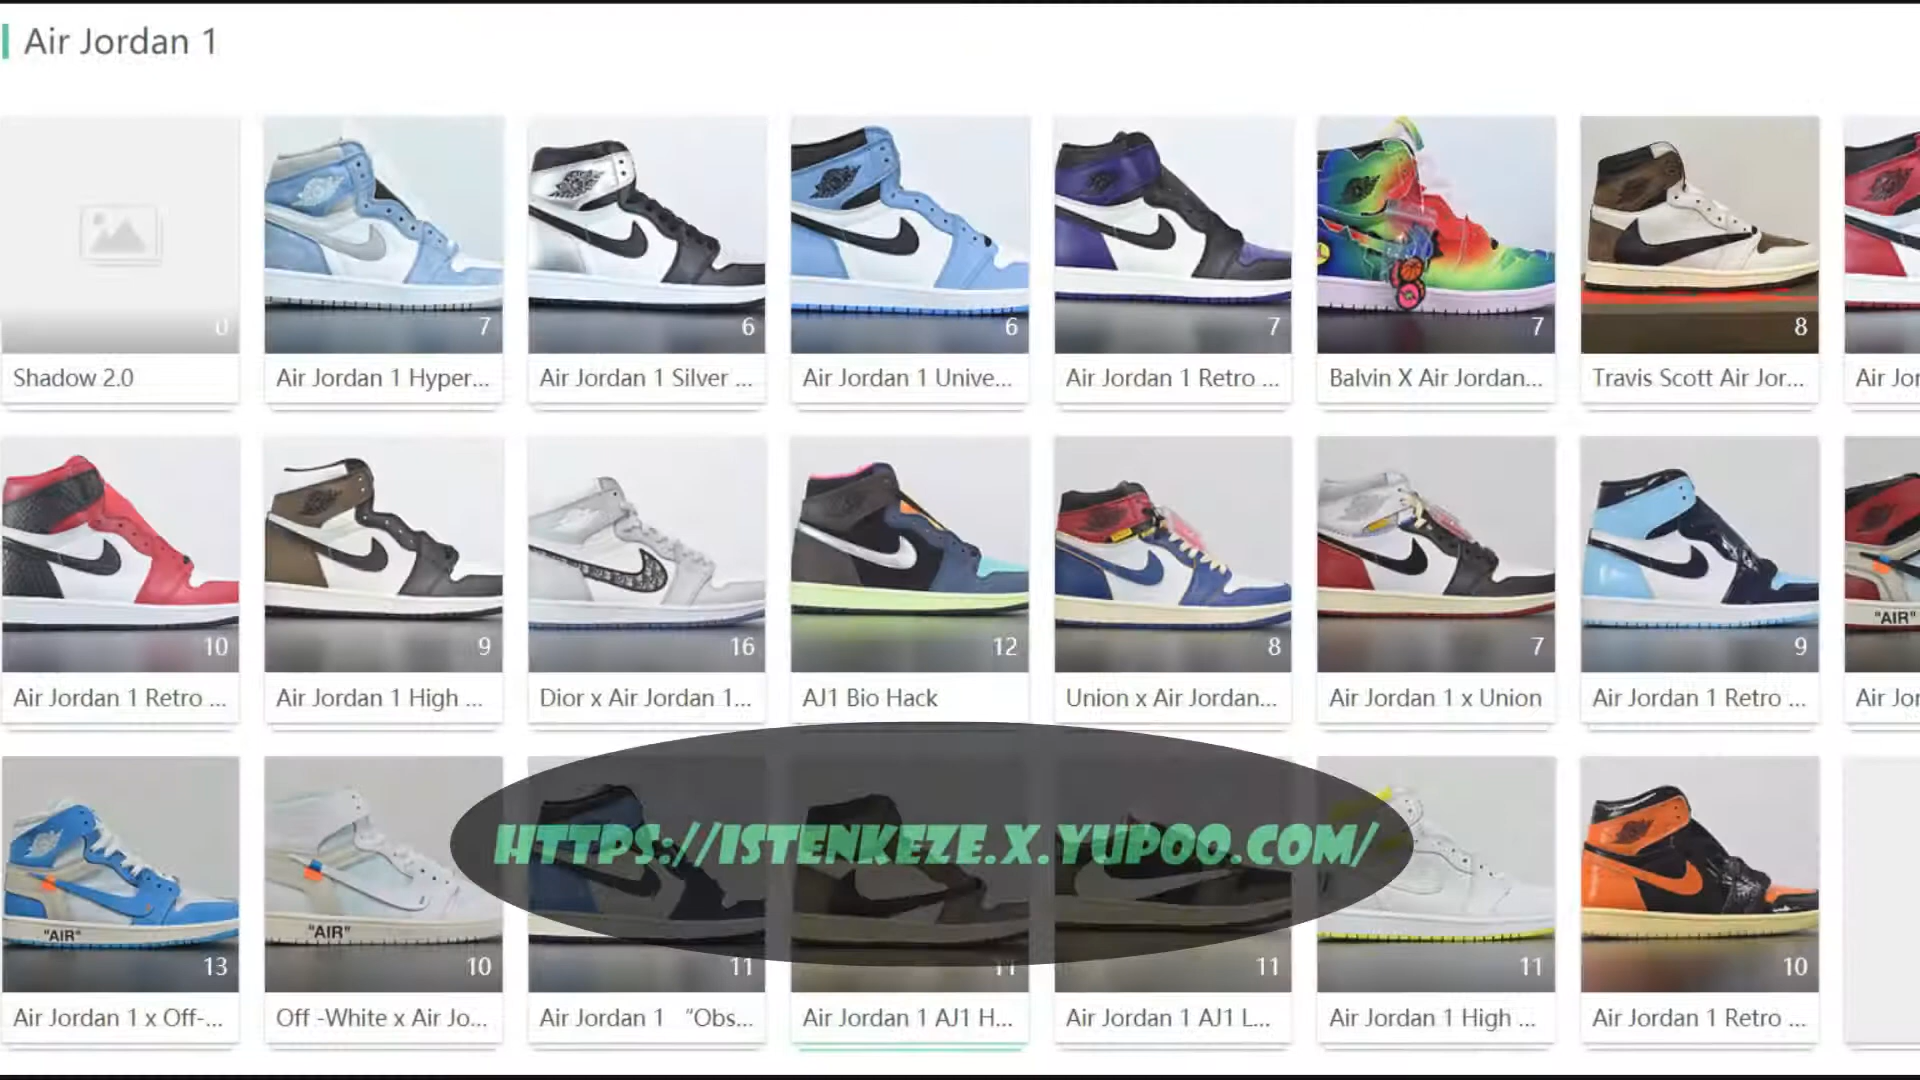 Air Jordan 1
0
7
6
6
7
7
8
Shadow 2.0
Air Jordan 1 Hyper...
Air Jordan 1 Silver ...
Air Jordan 1 Unive...
Air Jordan 1 Retro ...
Balvin X Air Jordan...
Travis Scott Air Jor...
Air Jor
"AIR"
10
9
16
12
8
7
9
Air Jordan 1 Retro ...
Air Jordan 1 High ...
Dior x Air Jordan 1...
AJ1 Bio Hack
Union x Air Jordan...
Air Jordan 1 x Union
Air Jordan 1 Retro ...
Air Jor
HTTPS://ISTENKEZE.X.YUPOO.COM/
"AIR"
"AIR"
13
10
11
11
11
11
10
Air Jordan 1 x Off-...
Off -White x Air Jo...
Air Jordan 1 “Obs...
Air Jordan 1 AJ1 H...
Air Jordan 1 AJ1 L...
Air Jordan 1 High ...
Air Jordan 1 Retro ...